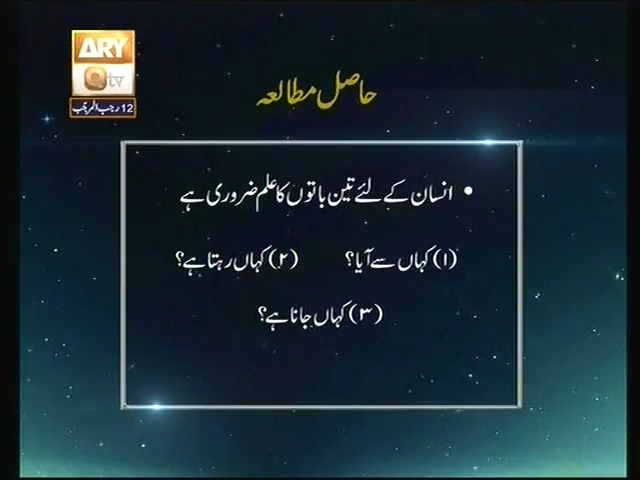 ARY
Qtv
12 رجب المرجب
حاصل مطالعہ
• انسان کے لئے تین باتوں کا علم ضروری ہے
(۱) کہاں سے آیا؟ (۲) کہاں رہتا ہے؟
(۳) کہاں جانا ہے؟